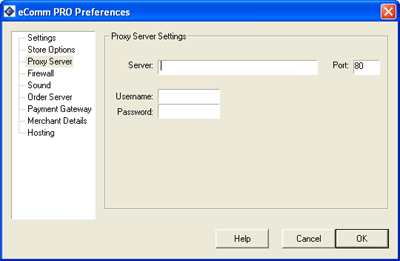 eComm PRO Preferences
Settings
Store Options
Proxy Server
Firewall
Sound
Order Server
Payment Gateway
Merchant Details
Hosting
Proxy Server Settings
Server: Port: 80
Username:
Password:
Help Cancel OK